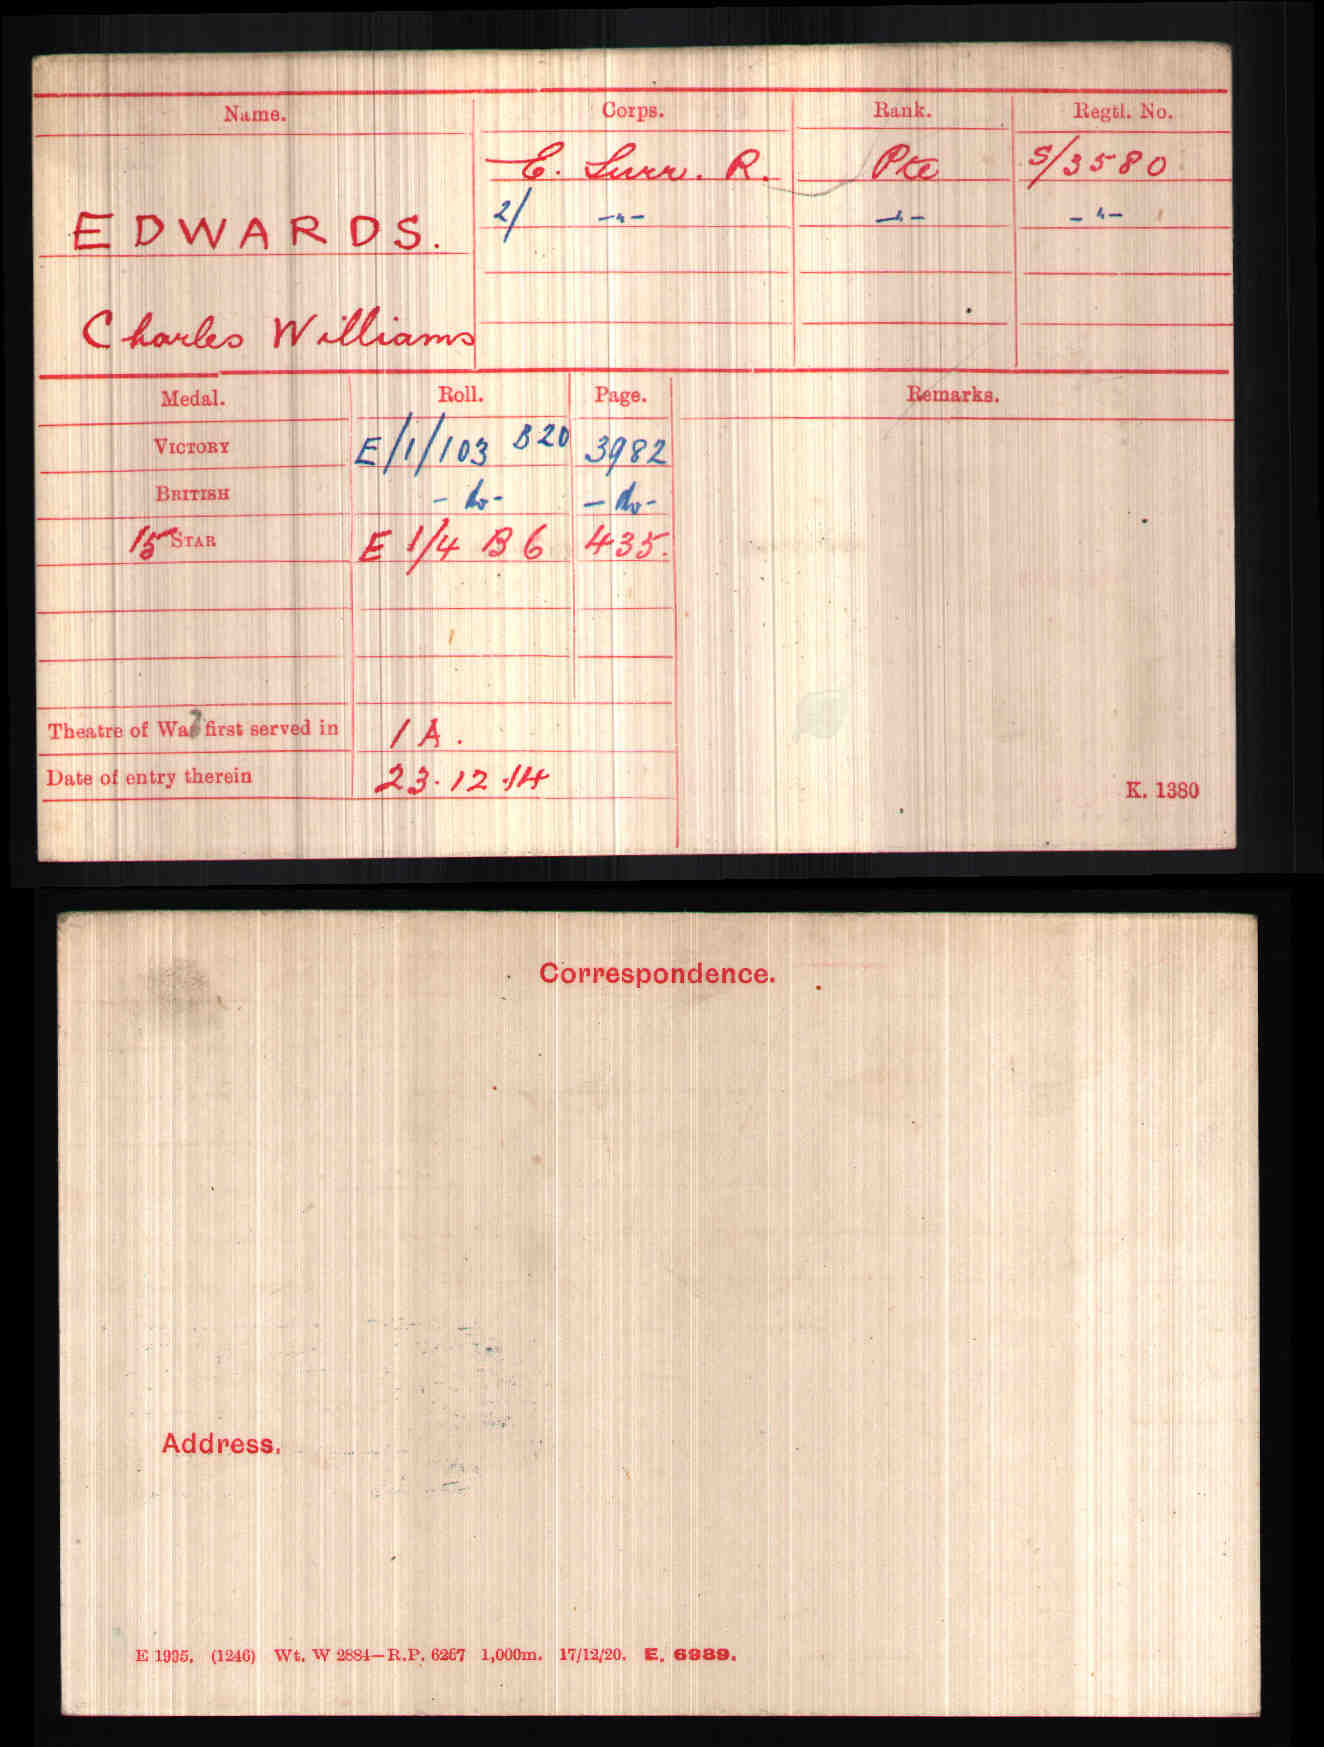 Name. Corps. Rank. Regtl. No.
E. Surr. R. Pte S/3580
EDWARDS. 2/ -"- -"- -"-
Charles Williams
Medal. Roll. Page. Remarks.
VICTORY E/1/103 B20 3982
BRITISH -do- -do-
15 STAR E 1/4 B 6 435.
Theatre of War first served in 1A.
Date of entry therein 23.12.14
K. 1380
Correspondence.
Address.
E 1995. (1246) Wt. W 2884—R.P. 6267 1,000m. 17/12/20. E. 6989.